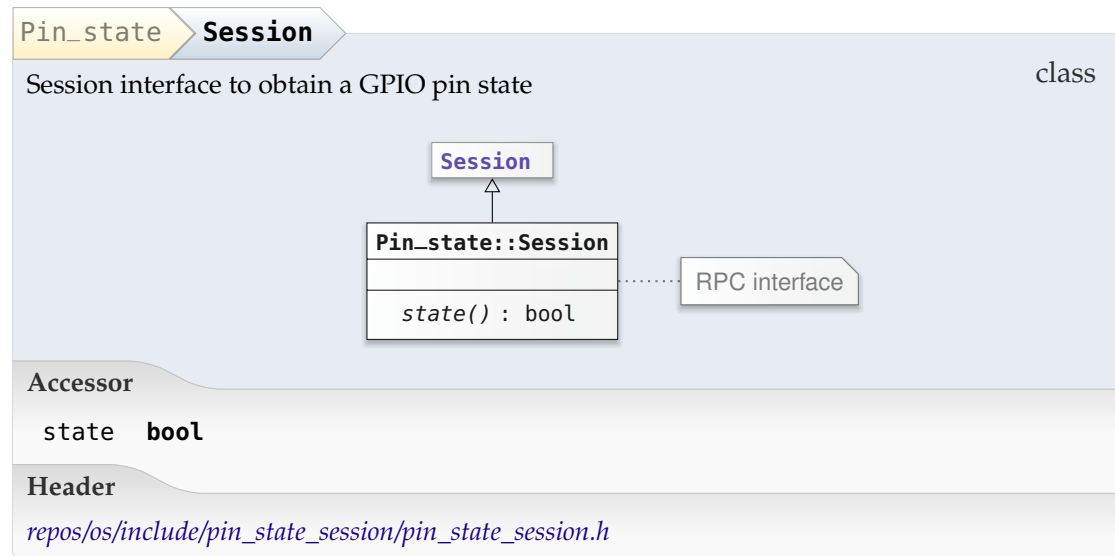 Pin_state Session
class
Session interface to obtain a GPIO pin state
Session
Pin_state::Session
RPC interface
state() : bool
Accessor
state bool
Header
repos/os/include/pin_state_session/pin_state_session.h